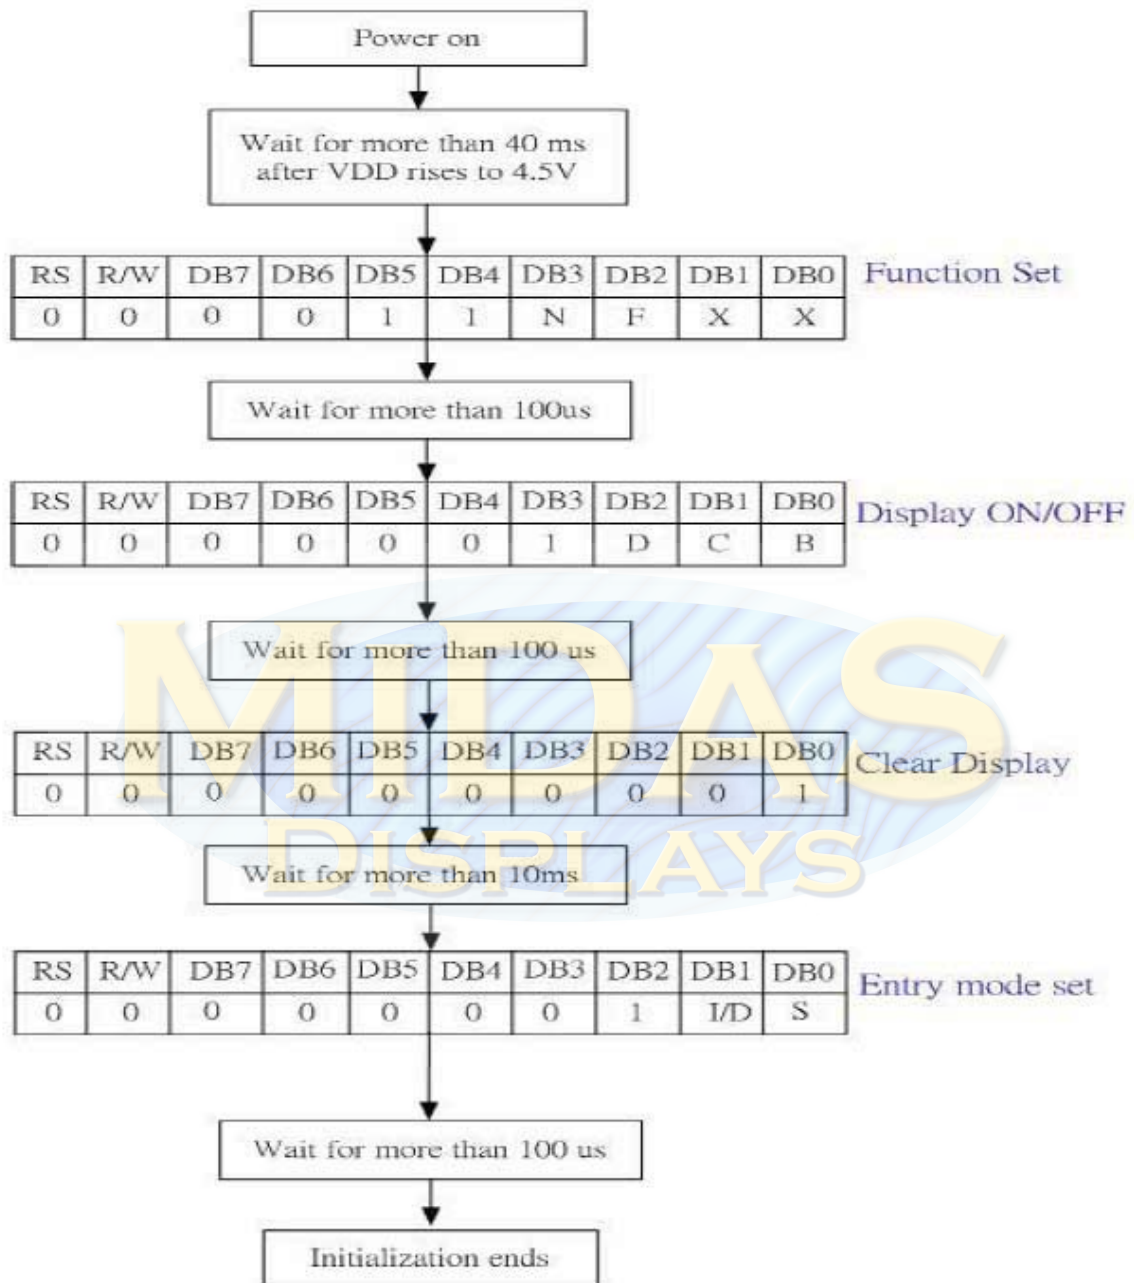 Power on
Wait for more than 40 ms
after VDD rises to 4.5V
RS R/W DB7 DB6 DB5 DB4 DB3 DB2 DB1 DB0 Function Set
0 0 0 0 1 1 N F X X
Wait for more than 100us
RS R/W DB7 DB6 DB5 DB4 DB3 DB2 DB1 DB0 Display ON/OFF
0 0 0 0 0 0 1 D C B
Wait for more than 100 us
MIDAS
RS R/W DB7 DB6 DB5 DB4 DB3 DB2 DB1 DB0 Clear Display
0 0 0 0 0 0 0 0 0 1
DISPLAYS
Wait for more than 10ms
RS R/W DB7 DB6 DB5 DB4 DB3 DB2 DB1 DB0 Entry mode set
0 0 0 0 0 0 0 1 I/D S
Wait for more than 100 us
Initialization ends